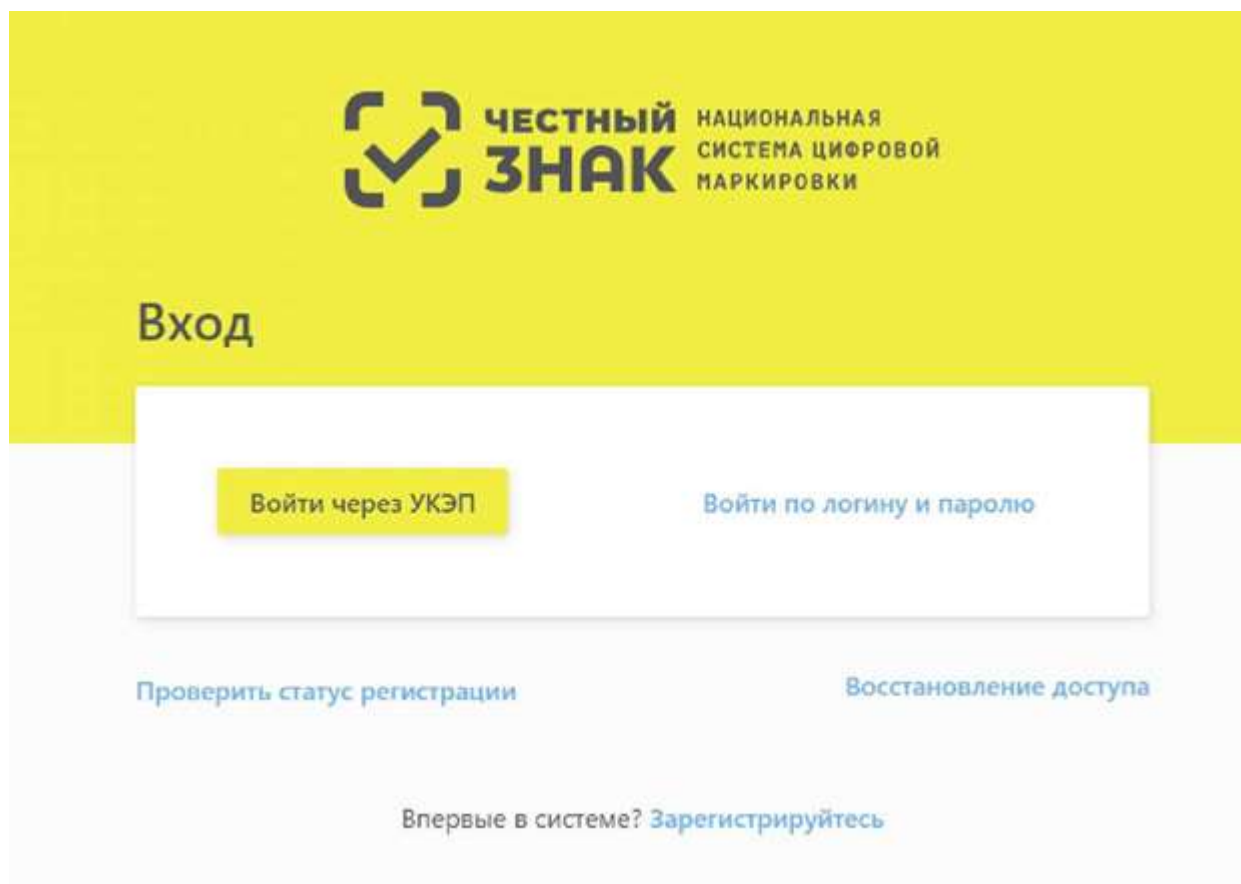 ЧЕСТНЫЙ ЗНАК
НАЦИОНАЛЬНАЯ СИСТЕМА ЦИФРОВОЙ МАРКИРОВКИ
Вход
Войти через УКЭП
Войти по логину и паролю
Проверить статус регистрации
Восстановление доступа
Впервые в системе? Зарегистрируйтесь